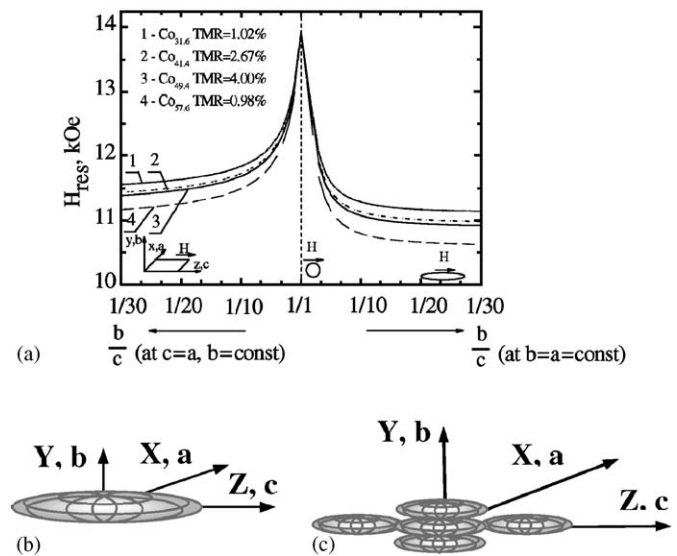 14
1 - Co31.6 TMR=1.02%
2 - Co41.4 TMR=2.67%
3 - Co49.4 TMR=4.00%
4 - Co57.6 TMR=0.98%
13
Hres, kOe
12
1 2
11
4 3
y,b
x,a
H
z,c
H
H
10
1/30 1/20 1/10 1/1 1/10 1/20 1/30
(a) b/c (at c=a, b=const) b/c (at b=a=const)
Y, b X, a
Z, c
(b)
Y, b X, a
Z, c
(c)